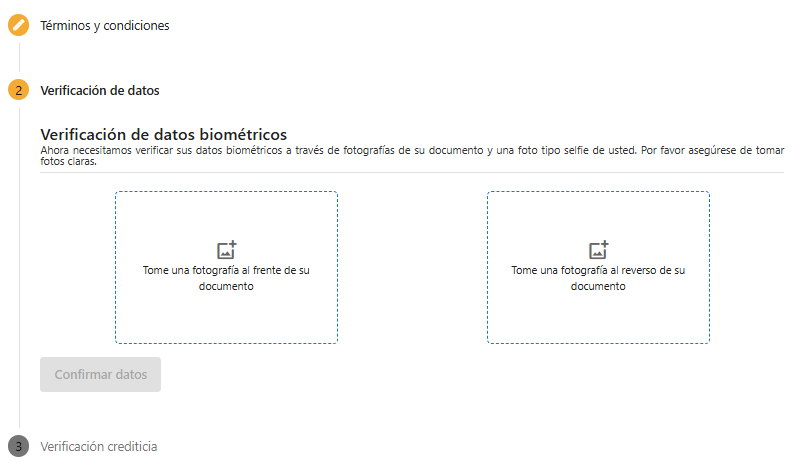 Términos y condiciones
2
Verificación de datos
Verificación de datos biométricos
Ahora necesitamos verificar sus datos biométricos a través de fotografías de su documento y una foto tipo selfie de usted. Por favor asegúrese de tomar
fotos claras.
Tome una fotografía al frente de su
documento
Tome una fotografía al reverso de su
documento
Confirmar datos
3
Verificación crediticia